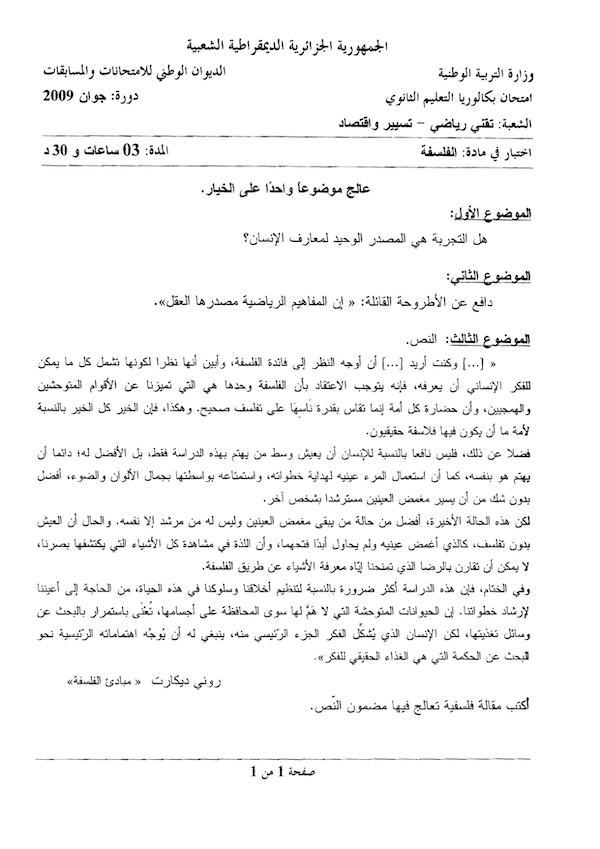 الجمهورية الجزائرية الديمقراطية الشعبية
وزارة التربية الوطنية الديوان الوطني للامتحانات والمسابقات
امتحان بكالوريا التعليم الثانوي دورة: جوان 2009
الشعبة: تقني رياضي – تسيير واقتصاد
اختبار في مادة: الفلسفة المدة: 03 ساعات و 30 د
عالج موضوعا واحدًا على الخيار.
الموضوع الأول:
هل التجربة هي المصدر الوحيد لمعارف الإنسان؟
الموضوع الثاني:
دافع عن الأطروحة القائلة: « إن المفاهيم الرياضية مصدرها العقل».
الموضوع الثالث: النص.
« [...] وكنت أريد [...] أن أوجه النظر إلى فائدة الفلسفة، وأبين أنها نظرا لكونها تشمل كل ما يمكن
للفكر الإنساني أن يعرفه، فإنه يتوجب الاعتقاد بأن الفلسفة وحدها هي التي تميزنا عن الأقوام المتوحشين
والهمجيين، وأن حضارة كل أمة إنما تقاس بقدرة ناسِهَا على تفلسف صحيح. وهكذا، فإن الخير كل الخير بالنسبة
لأمة ما أن يكون فيها فلاسفة حقيقيون.
فضلا عن ذلك، فليس نافعا بالنسبة للإنسان أن يعيش وسط من يهتم بهذه الدراسة فقط، بل الأفضل له؛ دائما أن
يهتم هو بنفسه، كما أن استعمال المرء عينيه لهداية خطواته، واستمتاعه بواسطتها بجمال الألوان والضوء، أفضل
بدون شك من أن يسير مغمض العينين مسترشدا بشخص آخر.
لكن هذه الحالة الأخيرة، أفضل من حالة من يبقى مغمض العينين وليس له من مرشد إلا نفسه. والحال أن العيش
بدون تفلسف، كالذي أغمض عينيه ولم يحاول أبدًا فتحهما، وأن اللذة في مشاهدة كل الأشياء التي يكتشفها بصرنا،
لا يمكن أن تقارن بالرضا الذي تمنحنا إيّاه معرفة الأشياء عن طريق الفلسفة.
وفي الختام، فإن هذه الدراسة أكثر ضرورة بالنسبة لتنظيم أخلاقنا وسلوكنا في هذه الحياة، من الحاجة إلى أعيننا
لإرشاد خطواتنا. إن الحيوانات المتوحشة التي لا هَمَّ لها سوى المحافظة على أجسامها، تُعْنَى باستمرار بالبحث عن
وسائل تغذيتها، لكن الإنسان الذي يُشكِّل الفكر الجزء الرّئيسي منه، ينبغي له أن يُوجِّه اهتماماته الرّئيسية نحو
البحث عن الحكمة التي هي الغذاء الحقيقي للفكر».
روني ديكارت « مبادئ الفلسفة»
أكتب مقالة فلسفية تعالج فيها مضمون النّص.
صفحة 1 من 1